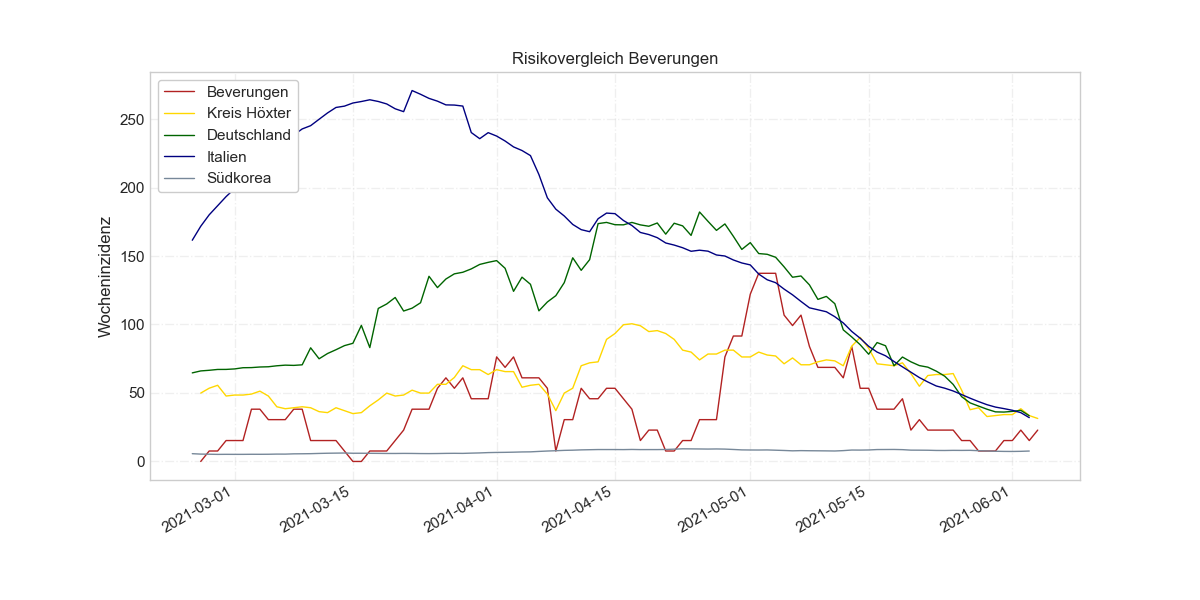 Risikovergleich Beverungen
Beverungen
Kreis Höxter
Deutschland
Italien
Südkorea
Wocheninzidenz
250
200
150
100
50
0
2021-03-01
2021-03-15
2021-04-01
2021-04-15
2021-05-01
2021-05-15
2021-06-01